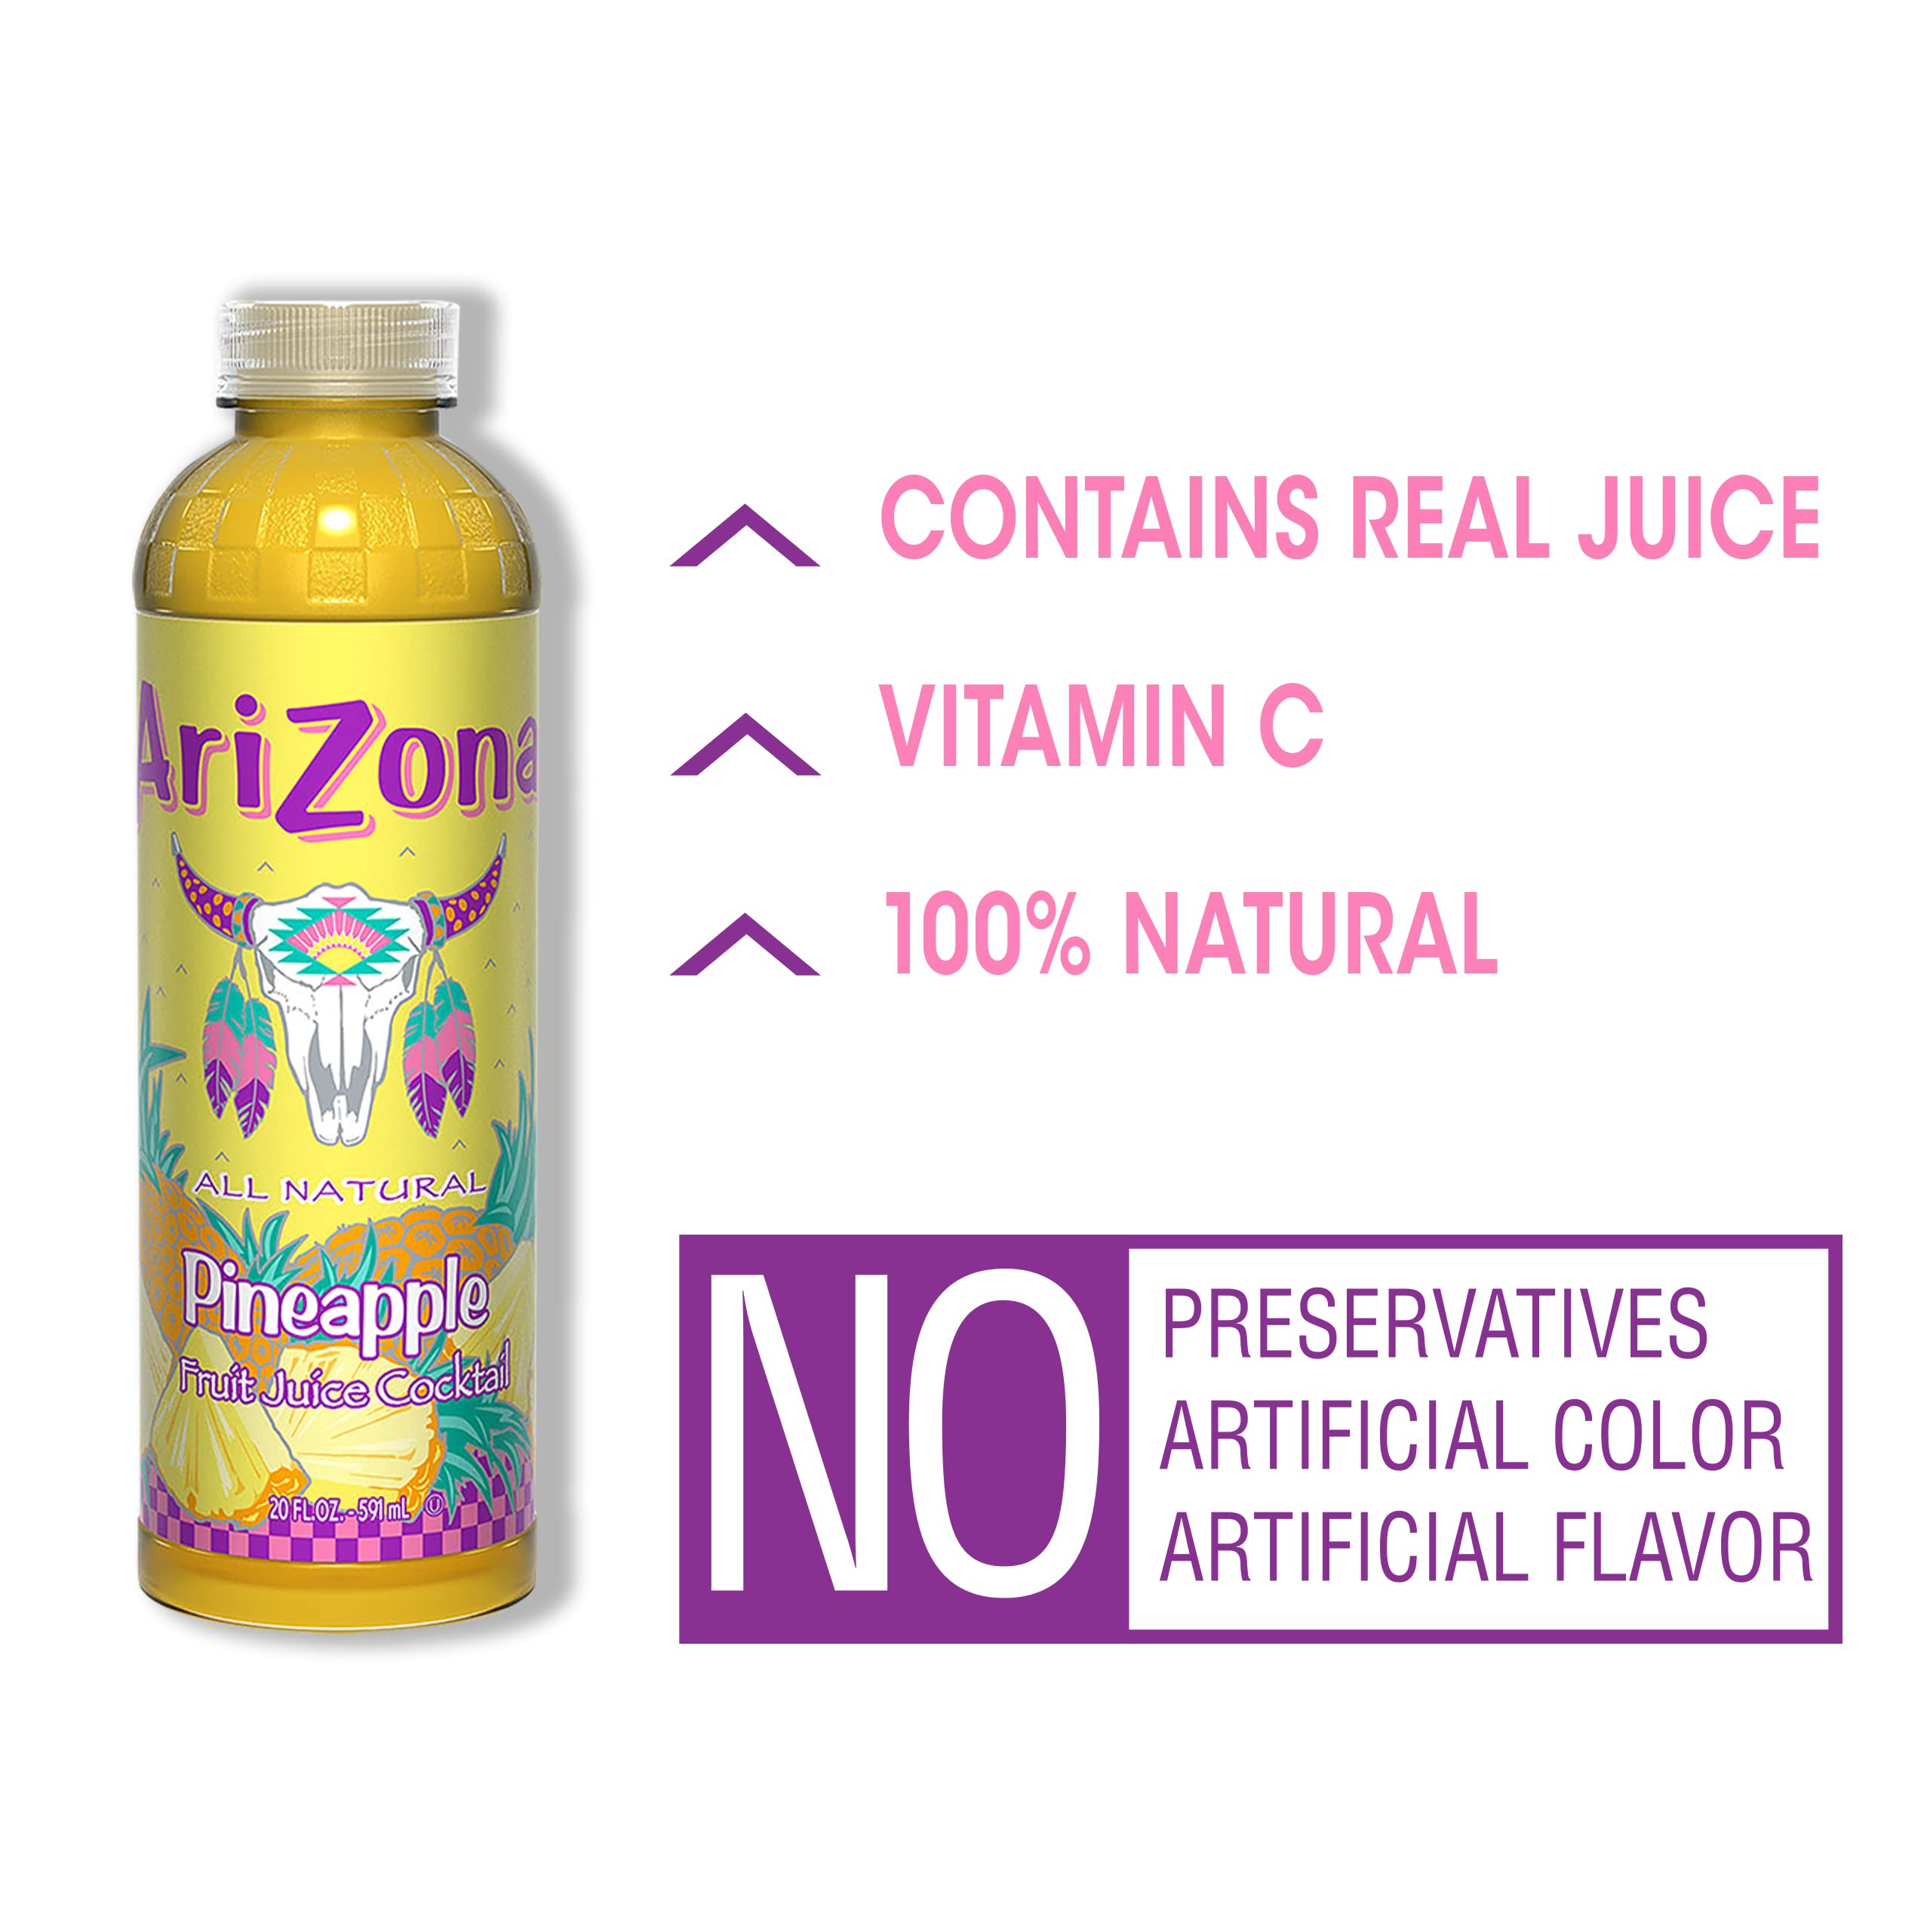 AriZona
ALL NATURAL
Pineapple
Fruit Juice Cocktail
20 FL.OZ. - 591 mL U
CONTAINS REAL JUICE
VITAMIN C
100% NATURAL
NO
PRESERVATIVES
ARTIFICIAL COLOR
ARTIFICIAL FLAVOR